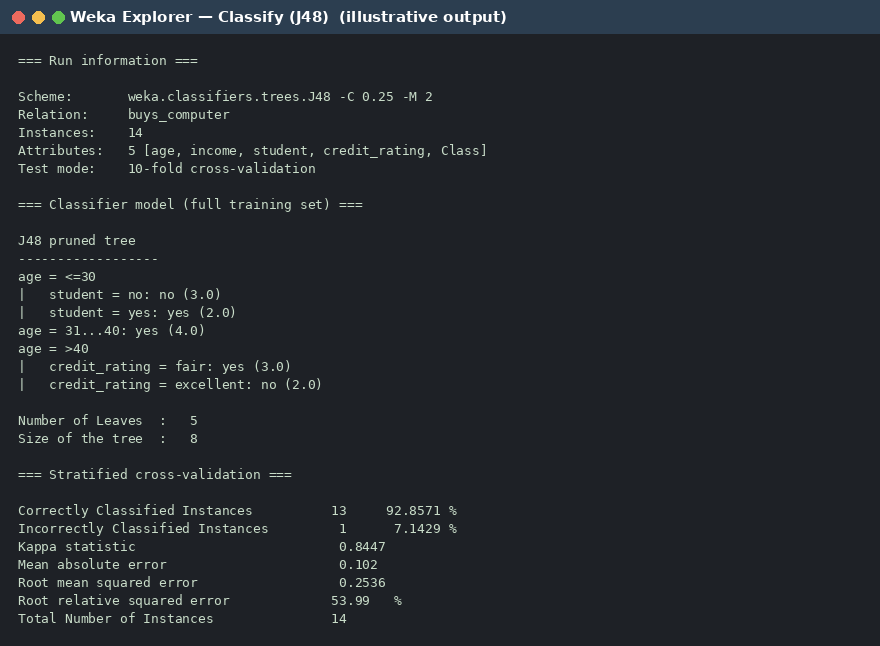 Weka Explorer — Classify (J48)  (illustrative output)
=== Run information ===
Scheme:       weka.classifiers.trees.J48 -C 0.25 -M 2
Relation:     buys_computer
Instances:    14
Attributes:   5 [age, income, student, credit_rating, Class]
Test mode:    10-fold cross-validation
=== Classifier model (full training set) ===
J48 pruned tree
------------------
age = <=30
|   student = no: no (3.0)
|   student = yes: yes (2.0)
age = 31...40: yes (4.0)
age = >40
|   credit_rating = fair: yes (3.0)
|   credit_rating = excellent: no (2.0)
Number of Leaves  :   5
Size of the tree  :   8
=== Stratified cross-validation ===
Correctly Classified Instances          13     92.8571 %
Incorrectly Classified Instances         1      7.1429 %
Kappa statistic                          0.8447
Mean absolute error                      0.102
Root mean squared error                  0.2536
Root relative squared error             53.99   %
Total Number of Instances               14